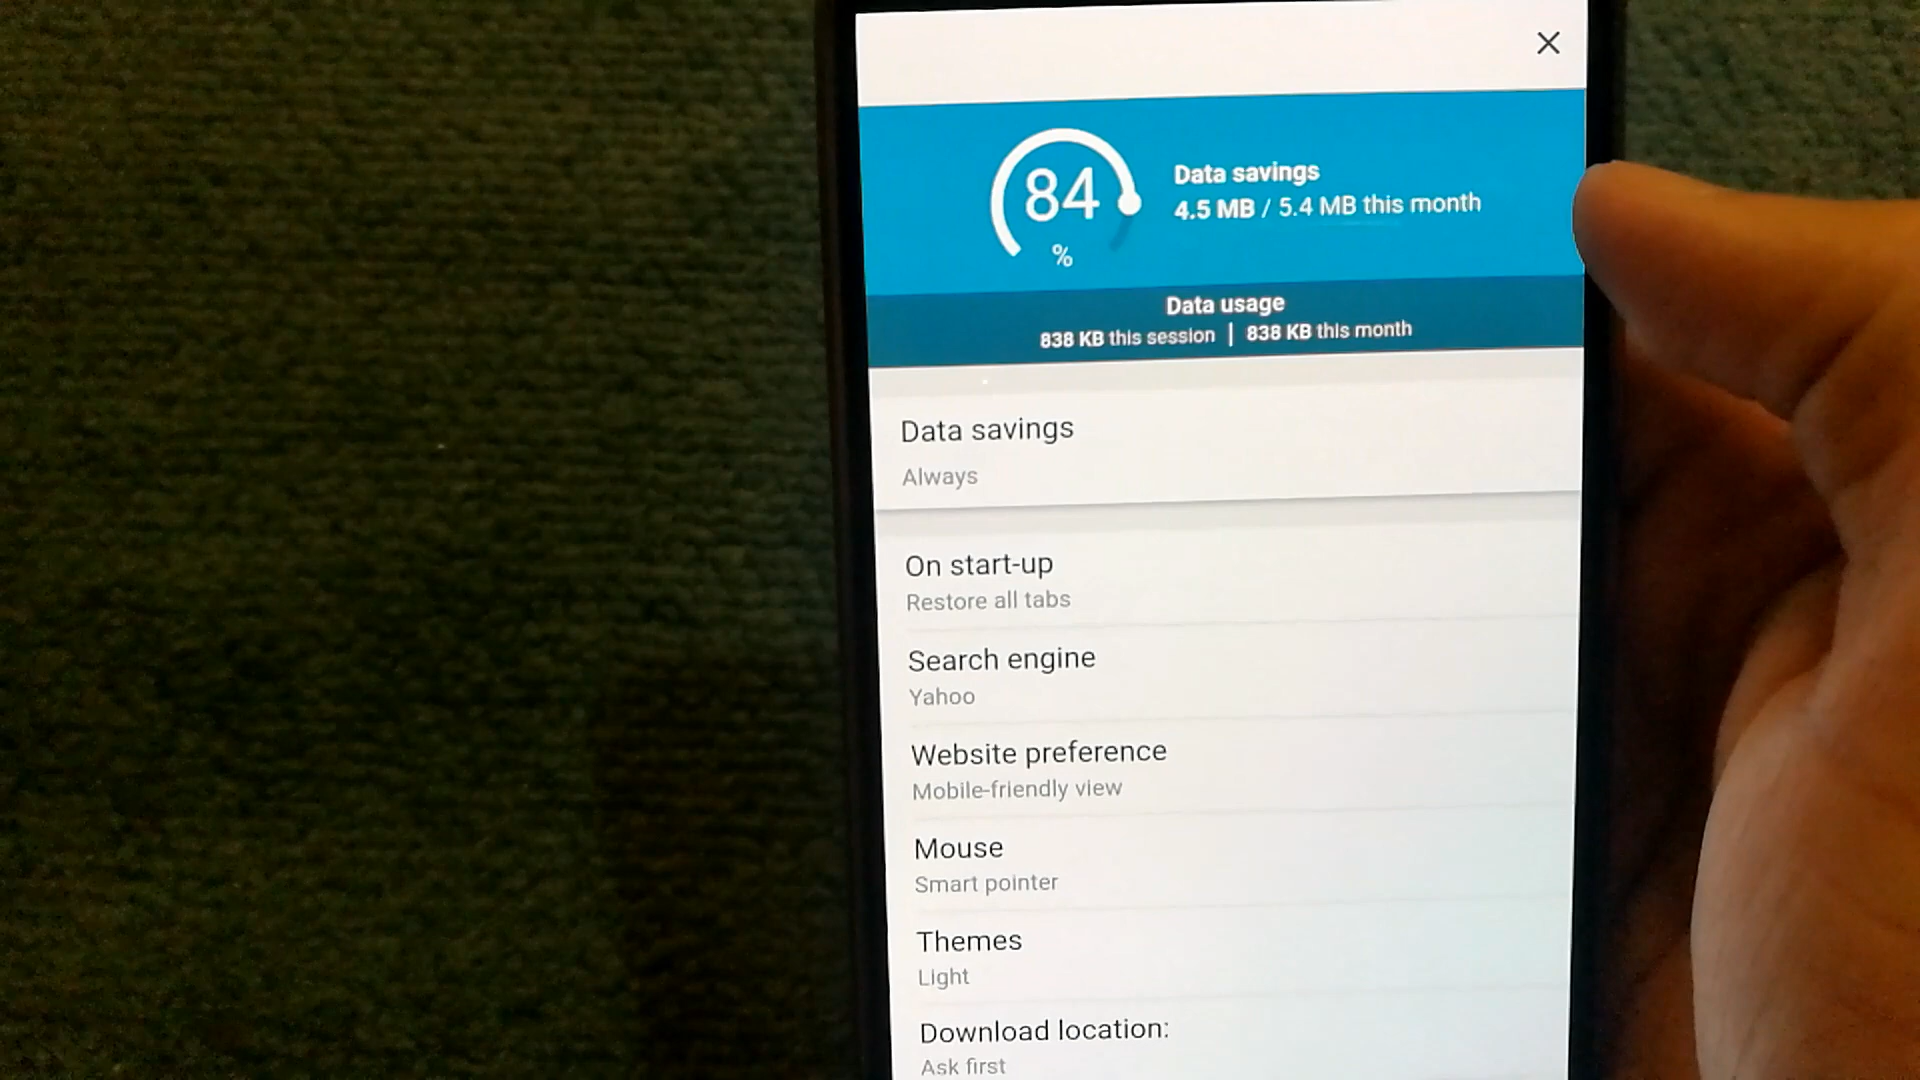 84
%
Data savings
4.5 MB / 5.4 MB this month
Data usage
838 KB this session | 838 KB this month
Data savings
Always
On start-up
Restore all tabs
Search engine
Yahoo
Website preference
Mobile-friendly view
Mouse
Smart pointer
Themes
Light
Download location:
Ask first